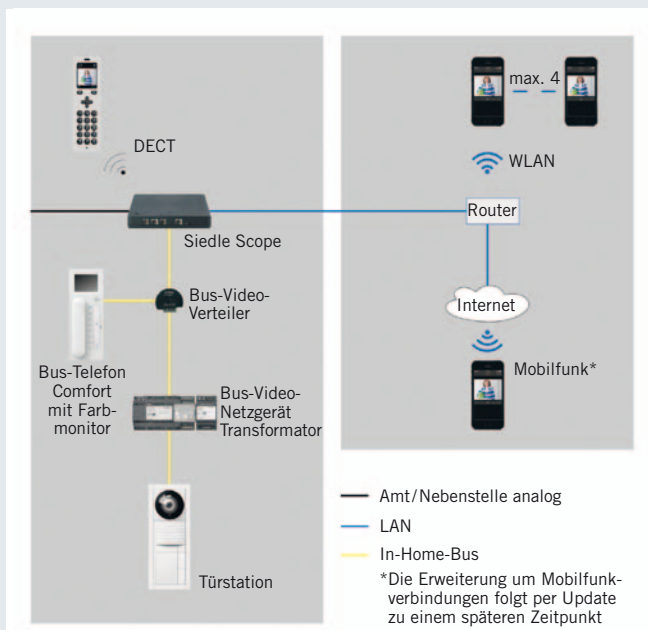 DECT
Siedle Scope
Bus-Video-
Verteiler
Bus-Telefon
Comfort
mit Farb-
monitor
Bus-Video-
Netzgerät
Transformator
Türstation
max. 4
WLAN
Router
Internet
Mobilfunk*
Amt/Nebenstelle analog
LAN
In-Home-Bus
*Die Erweiterung um Mobilfunk-
verbindungen folgt per Update
zu einem späteren Zeitpunkt